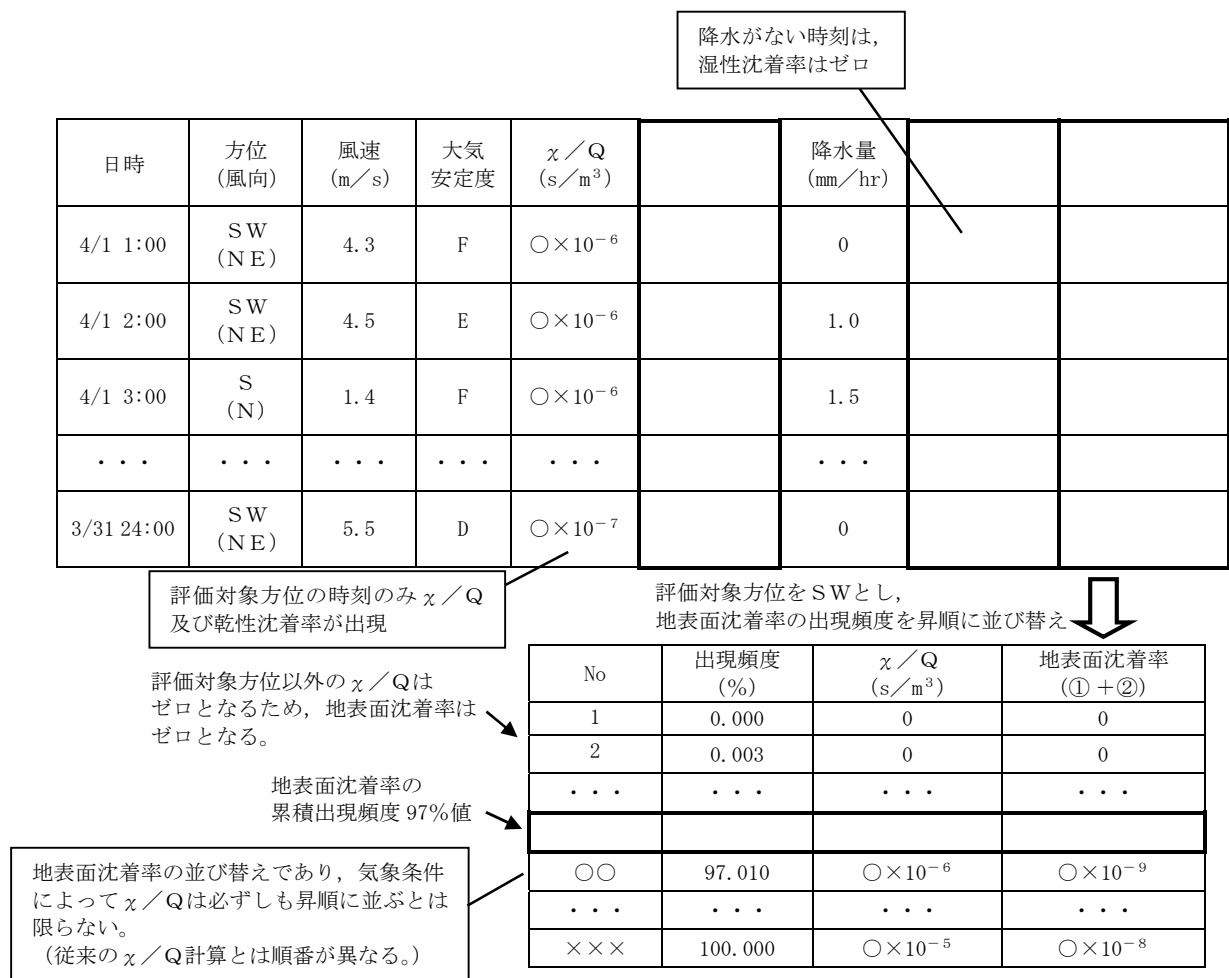 降水がない時刻は,
湿性沈着率はゼロ
日時 方位 (風向) 風速 (m/s) 大気 安定度 χ/Q (s/m³) 降水量 (mm/hr)
4/1 1:00 SW (NE) 4.3 F ○×10⁻⁶ 0
4/1 2:00 SW (NE) 4.5 E ○×10⁻⁶ 1.0
4/1 3:00 S (N) 1.4 F ○×10⁻⁶ 1.5
・・・ ・・・ ・・・ ・・・ ・・・ ・・・
3/31 24:00 SW (NE) 5.5 D ○×10⁻⁷ 0
評価対象方位の時刻のみχ/Q
及び乾性沈着率が出現
評価対象方位をSWとし,
地表面沈着率の出現頻度を昇順に並び替え
評価対象方位以外のχ/Qは
ゼロとなるため,地表面沈着率は
ゼロとなる。
地表面沈着率の
累積出現頻度 97%値
No 出現頻度 (%) χ/Q (s/m³) 地表面沈着率 (①+②)
1 0.000 0 0
2 0.003 0 0
・・・ ・・・ ・・・ ・・・
○○ 97.010 ○×10⁻⁶ ○×10⁻⁹
・・・ ・・・ ・・・ ・・・
××× 100.000 ○×10⁻⁵ ○×10⁻⁸
地表面沈着率の並び替えであり,気象条件
によってχ/Qは必ずしも昇順に並ぶとは
限らない。
(従来のχ/Q計算とは順番が異なる。)